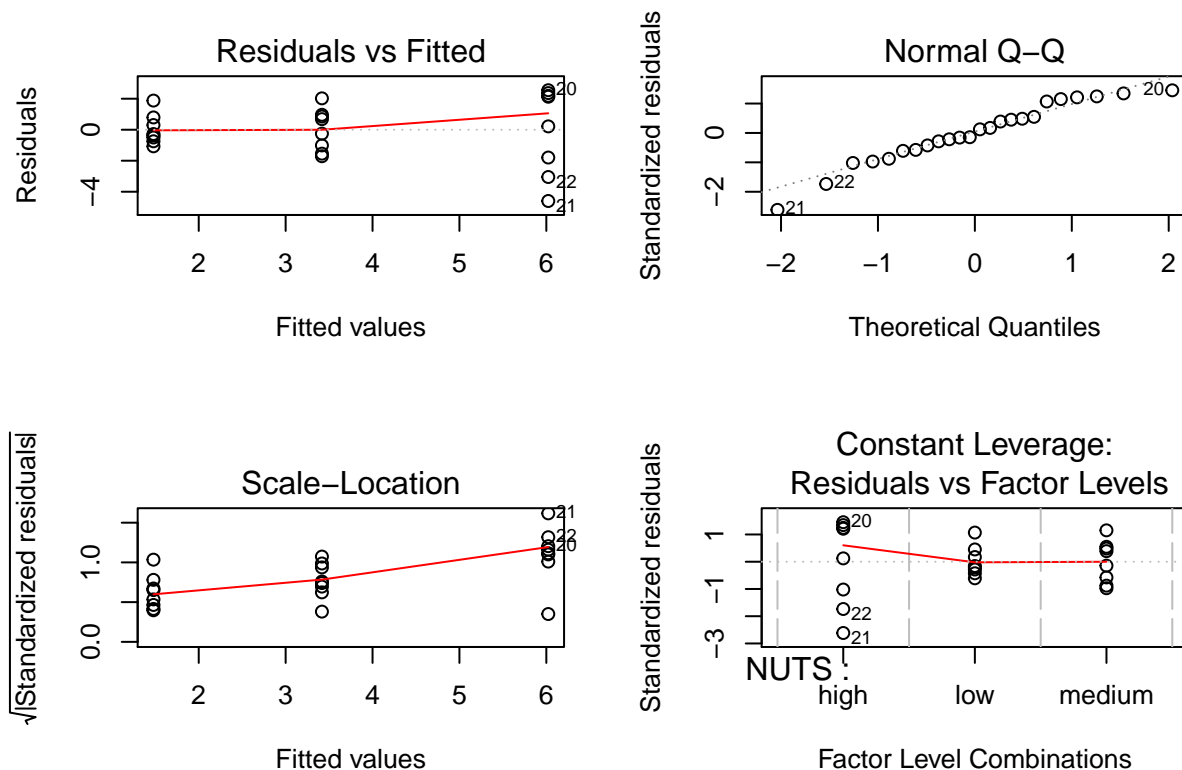 Residuals vs Fitted
Residuals
0
−4
20
22
21
2 3 4 5 6
Fitted values
Normal Q−Q
Standardized residuals
0
−2
20
22
21
−2 −1 0 1 2
Theoretical Quantiles
Scale−Location
√|Standardized residuals|
1.0
0.0
21
22
20
2 3 4 5 6
Fitted values
Constant Leverage:
Residuals vs Factor Levels
Standardized residuals
1
−1
−3
20
22
21
NUTS :
high low medium
Factor Level Combinations